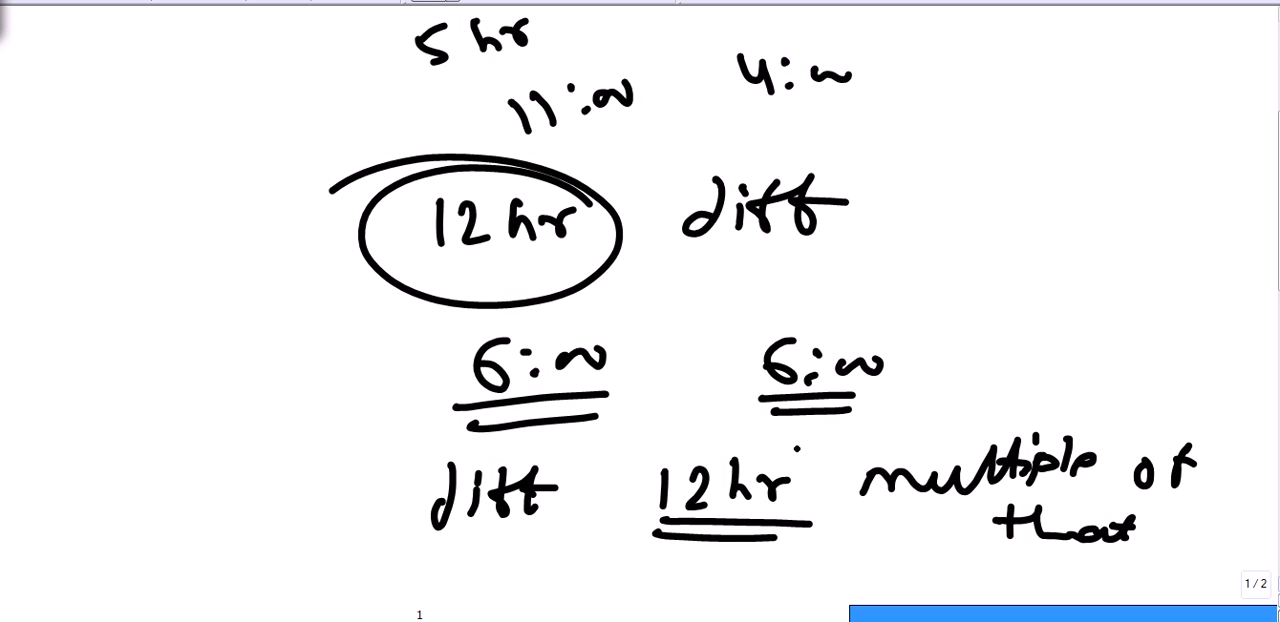 5 hr
11:00 4:00
12 hr diff
6:00 6:00
diff 12 hr multiple of
that
1/2
1